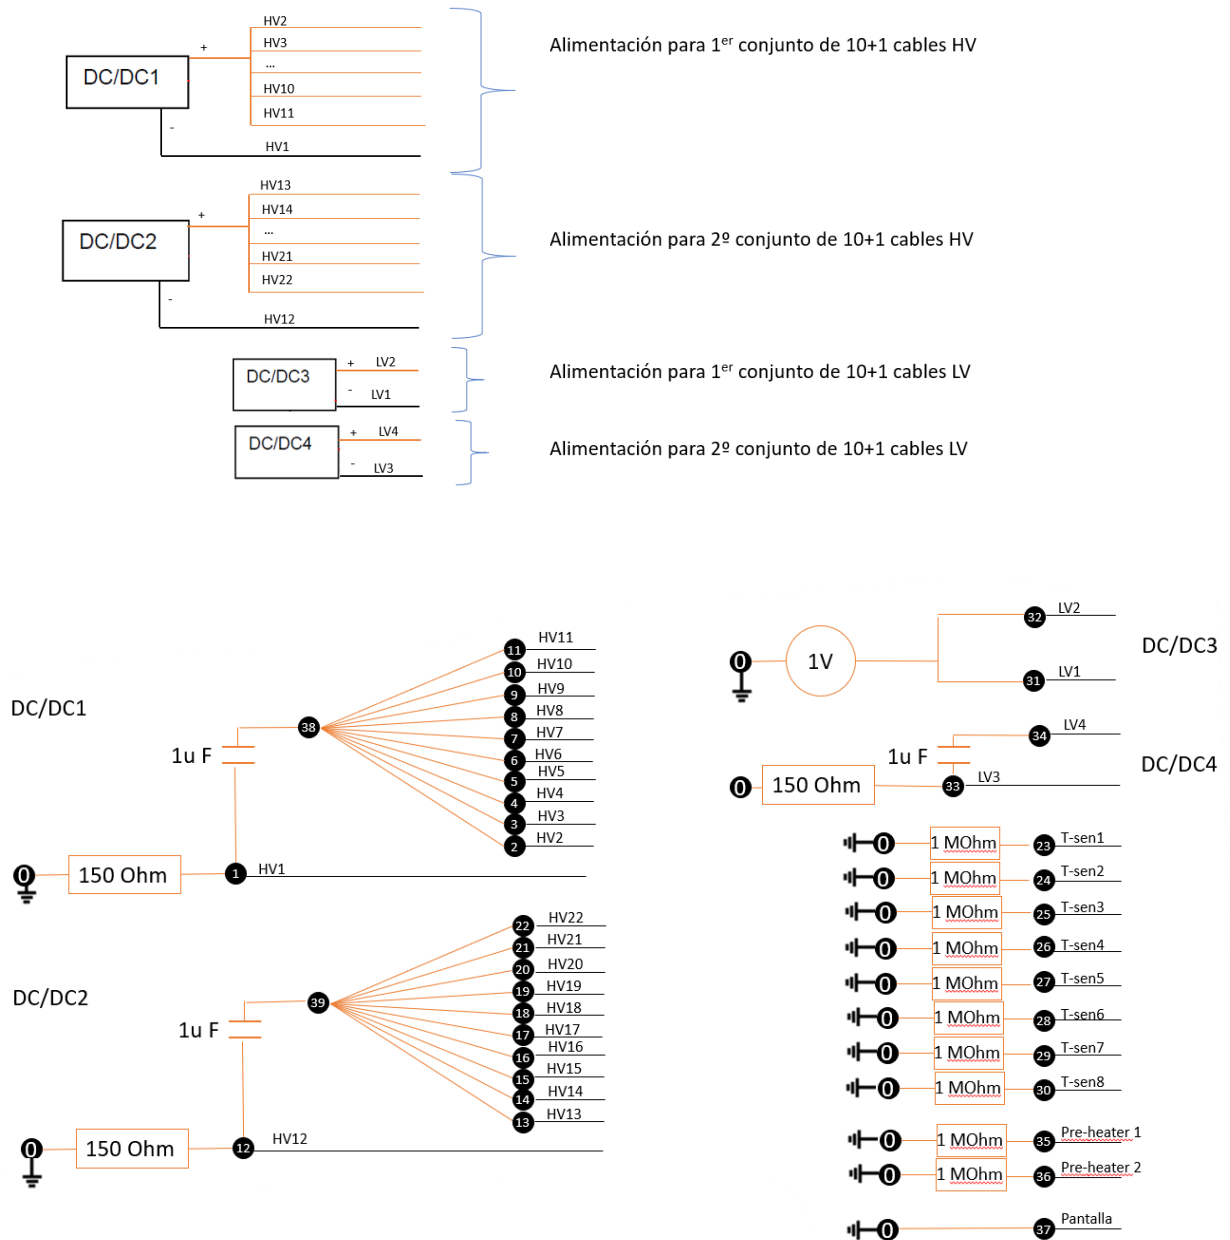 HV2
HV3
...
HV10
HV11
HV1
DC/DC1
+
-
Alimentación para 1er conjunto de 10+1 cables HV
HV13
HV14
...
HV21
HV22
HV12
DC/DC2
+
-
Alimentación para 2º conjunto de 10+1 cables HV
DC/DC3
+ LV2
- LV1
Alimentación para 1er conjunto de 10+1 cables LV
DC/DC4
+ LV4
- LV3
Alimentación para 2º conjunto de 10+1 cables LV
DC/DC1
1u F
38
11 HV11
10 HV10
9 HV9
8 HV8
7 HV7
6 HV6
5 HV5
4 HV4
3 HV3
2 HV2
0 150 Ohm 1 HV1
DC/DC2
1u F
39
22 HV22
21 HV21
20 HV20
19 HV19
18 HV18
17 HV17
16 HV16
15 HV15
14 HV14
13 HV13
0 150 Ohm 12 HV12
0 1V
32 LV2
31 LV1
DC/DC3
34 LV4
1u F
0 150 Ohm 33 LV3
DC/DC4
0 1 MOhm 23 T-sen1
0 1 MOhm 24 T-sen2
0 1 MOhm 25 T-sen3
0 1 MOhm 26 T-sen4
0 1 MOhm 27 T-sen5
0 1 MOhm 28 T-sen6
0 1 MOhm 29 T-sen7
0 1 MOhm 30 T-sen8
0 1 MOhm 35 Pre-heater 1
0 1 MOhm 36 Pre-heater 2
0 37 Pantalla